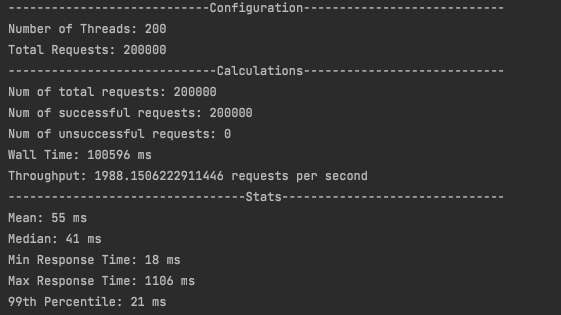 ----------------------------Configuration----------------------------
Number of Threads: 200
Total Requests: 200000
-----------------------------Calculations----------------------------
Num of total requests: 200000
Num of successful requests: 200000
Num of unsuccessful requests: 0
Wall Time: 100596 ms
Throughput: 1988.1506222911446 requests per second
---------------------------------Stats-------------------------------
Mean: 55 ms
Median: 41 ms
Min Response Time: 18 ms
Max Response Time: 1106 ms
99th Percentile: 21 ms